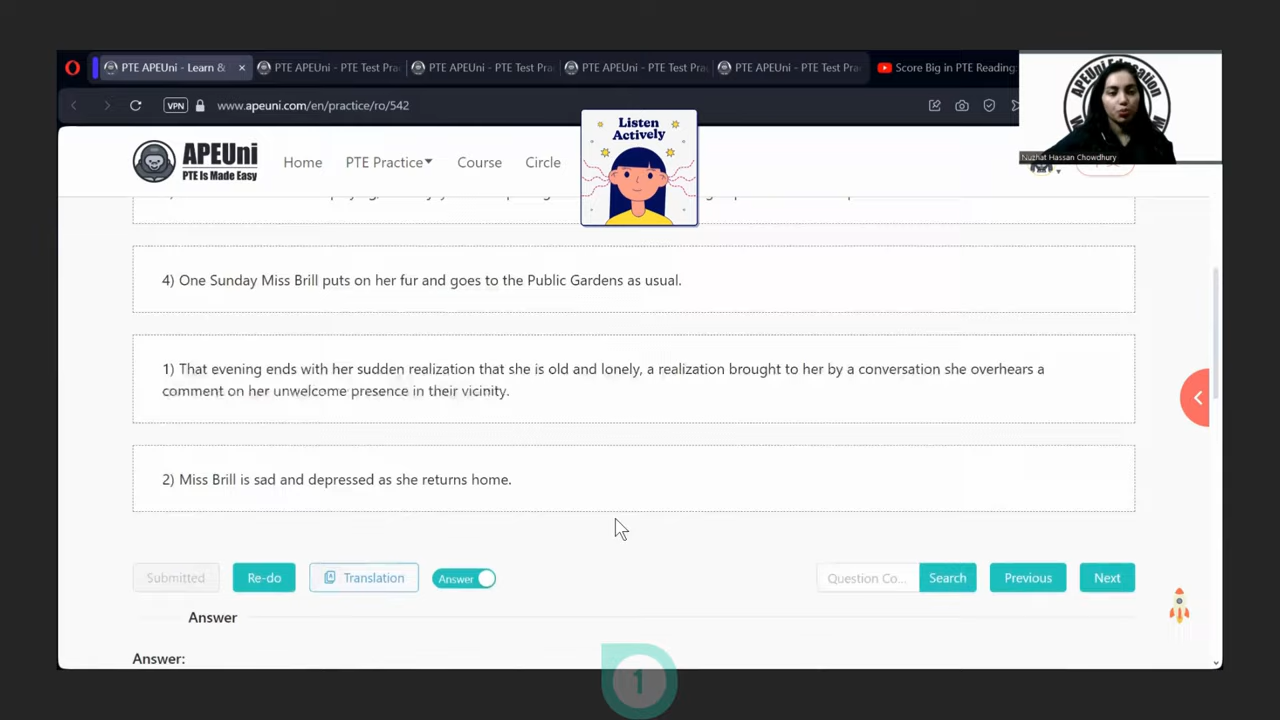 PTE APEUni - Learn &
PTE APEUni - PTE Test Pra
PTE APEUni - PTE Test Prac
PTE APEUni - PTE Test Pra
PTE APEUni - PTE Test Prac
Score Big in PTE Reading:
VPN
www.apeuni.com/en/practice/ro/542
Nuzhat Hassan Chowdhury
APEUni
PTE Is Made Easy
Home
PTE Practice
Course
Circle
Listen
Actively
4) One Sunday Miss Brill puts on her fur and goes to the Public Gardens as usual.
1) That evening ends with her sudden realization that she is old and lonely, a realization brought to her by a conversation she overhears a
comment on her unwelcome presence in their vicinity.
2) Miss Brill is sad and depressed as she returns home.
Submitted
Re-do
Translation
Answer
Question Co...
Search
Previous
Next
Answer
Answer:
1